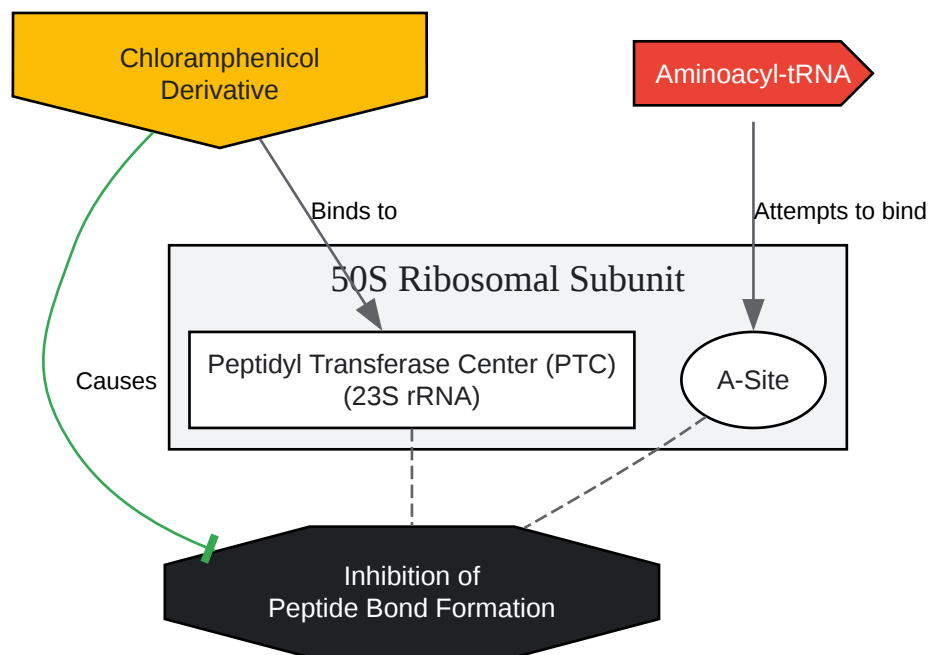 Chloramphenicol
Derivative
Aminoacyl-tRNA
Binds to
Attempts to bind
50S Ribosomal Subunit
Peptidyl Transferase Center (PTC)
(23S rRNA)
A-Site
Causes
Inhibition of
Peptide Bond Formation